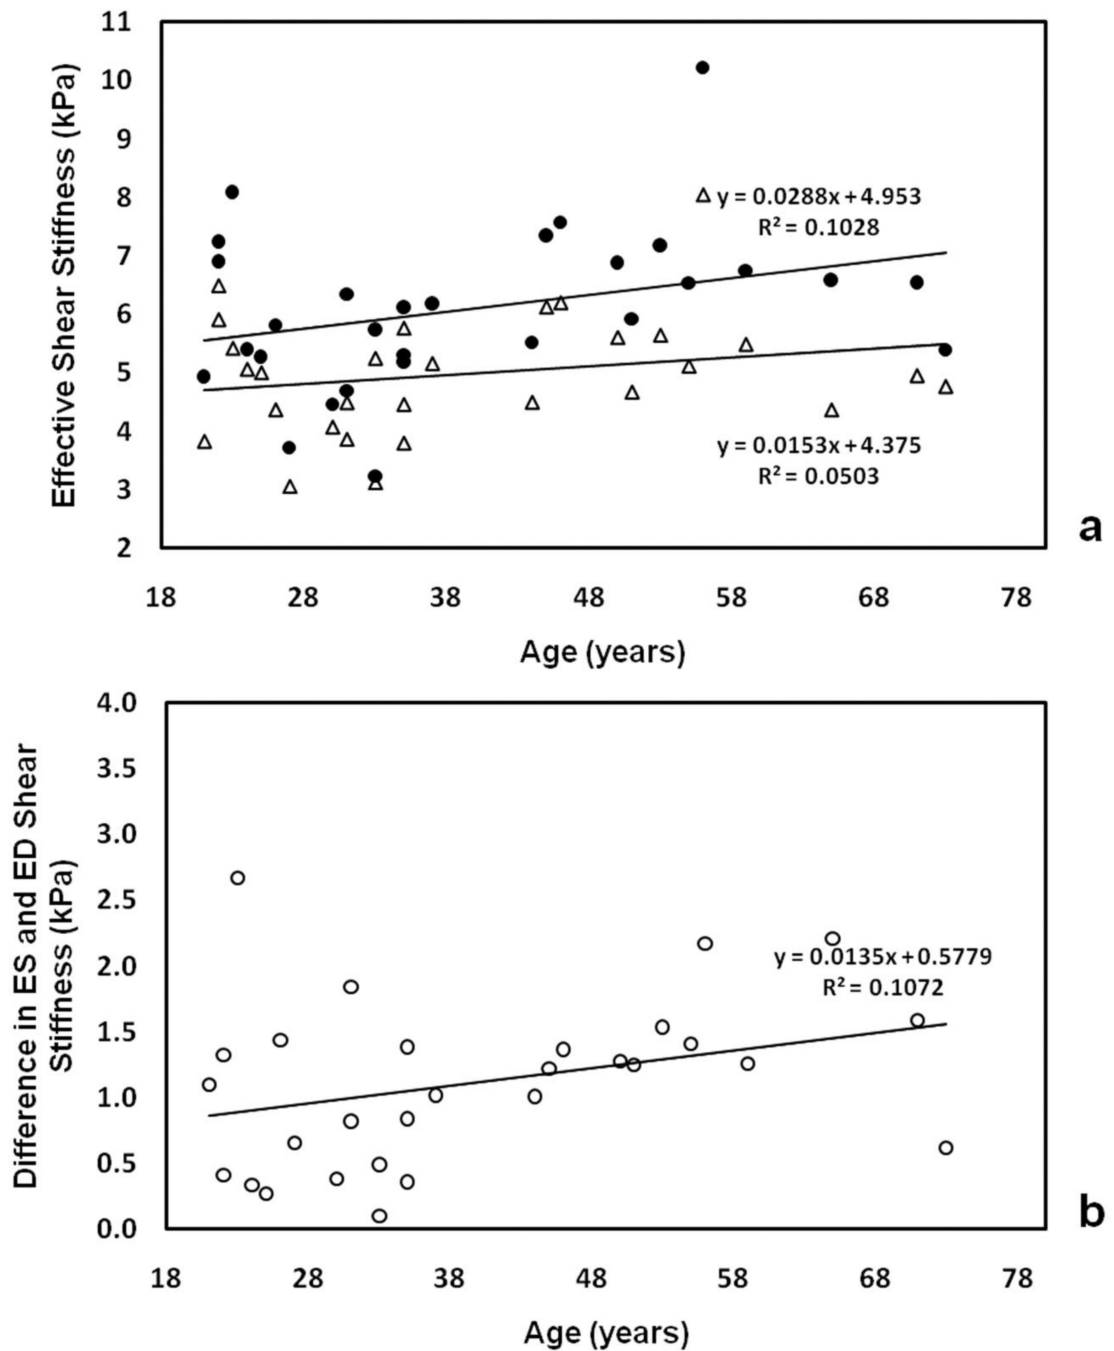 11
10
9
8
7
6
5
4
3
2
Effective Shear Stiffness (kPa)
y = 0.0288x + 4.953
R² = 0.1028
y = 0.0153x + 4.375
R² = 0.0503
a
18 28 38 48 58 68 78
Age (years)
4.0
3.5
3.0
2.5
2.0
1.5
1.0
0.5
0.0
Difference in ES and ED Shear
Stiffness (kPa)
y = 0.0135x + 0.5779
R² = 0.1072
b
18 28 38 48 58 68 78
Age (years)